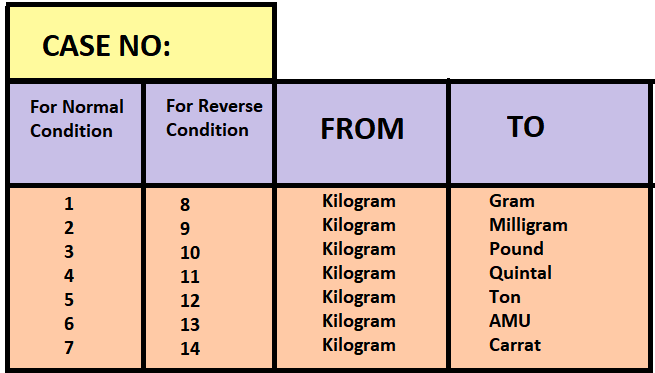 CASE NO:
For Normal Condition For Reverse Condition FROM TO
1 8 Kilogram Gram
2 9 Kilogram Milligram
3 10 Kilogram Pound
4 11 Kilogram Quintal
5 12 Kilogram Ton
6 13 Kilogram AMU
7 14 Kilogram Carrat